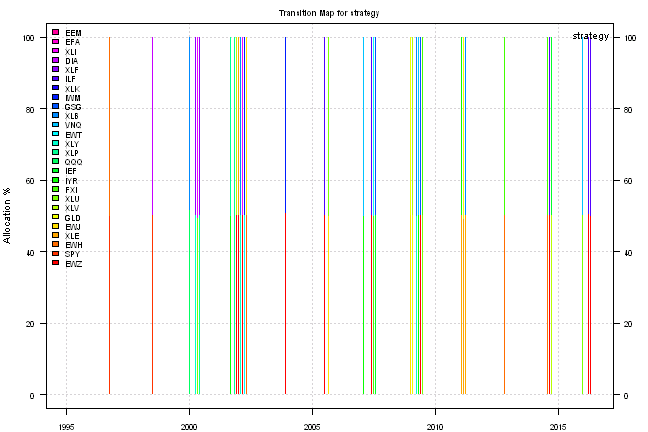 Transition Map for strategy
strategy
EEM
EFA
XLI
DIA
XLF
ILF
XLK
IWM
GSG
XLB
VNQ
EWT
XLY
XLP
QQQ
IEF
IYR
FXI
XLU
XLV
GLD
EWJ
XLE
EWH
SPY
EWZ
Allocation %
100 100
80 80
60 60
40 40
20 20
0 0
1995 2000 2005 2010 2015